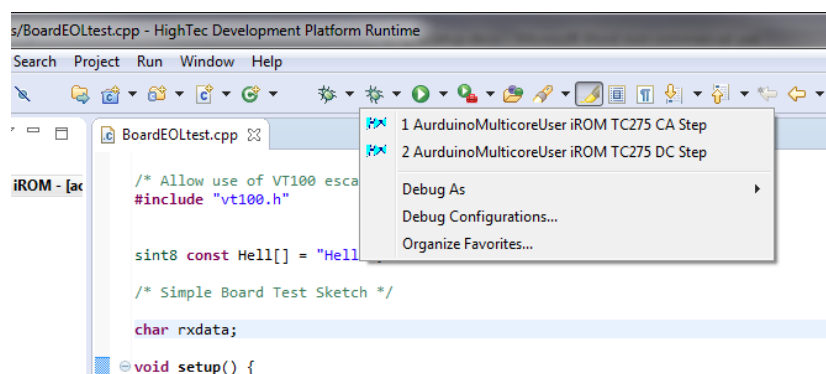 s/BoardEOLtest.cpp - HighTec Development Platform Runtime
Search Project Run Window Help
BoardEOLtest.cpp
1 AurduinoMulticoreUser iROM TC275 CA Step
2 AurduinoMulticoreUser iROM TC275 DC Step
Debug As
Debug Configurations...
Organize Favorites...
iROM - [ac
/* Allow use of VT100 esca
#include "vt100.h"
sint8 const Hell[] = "Hell
/* Simple Board Test Sketch */
char rxdata;
void setup() {